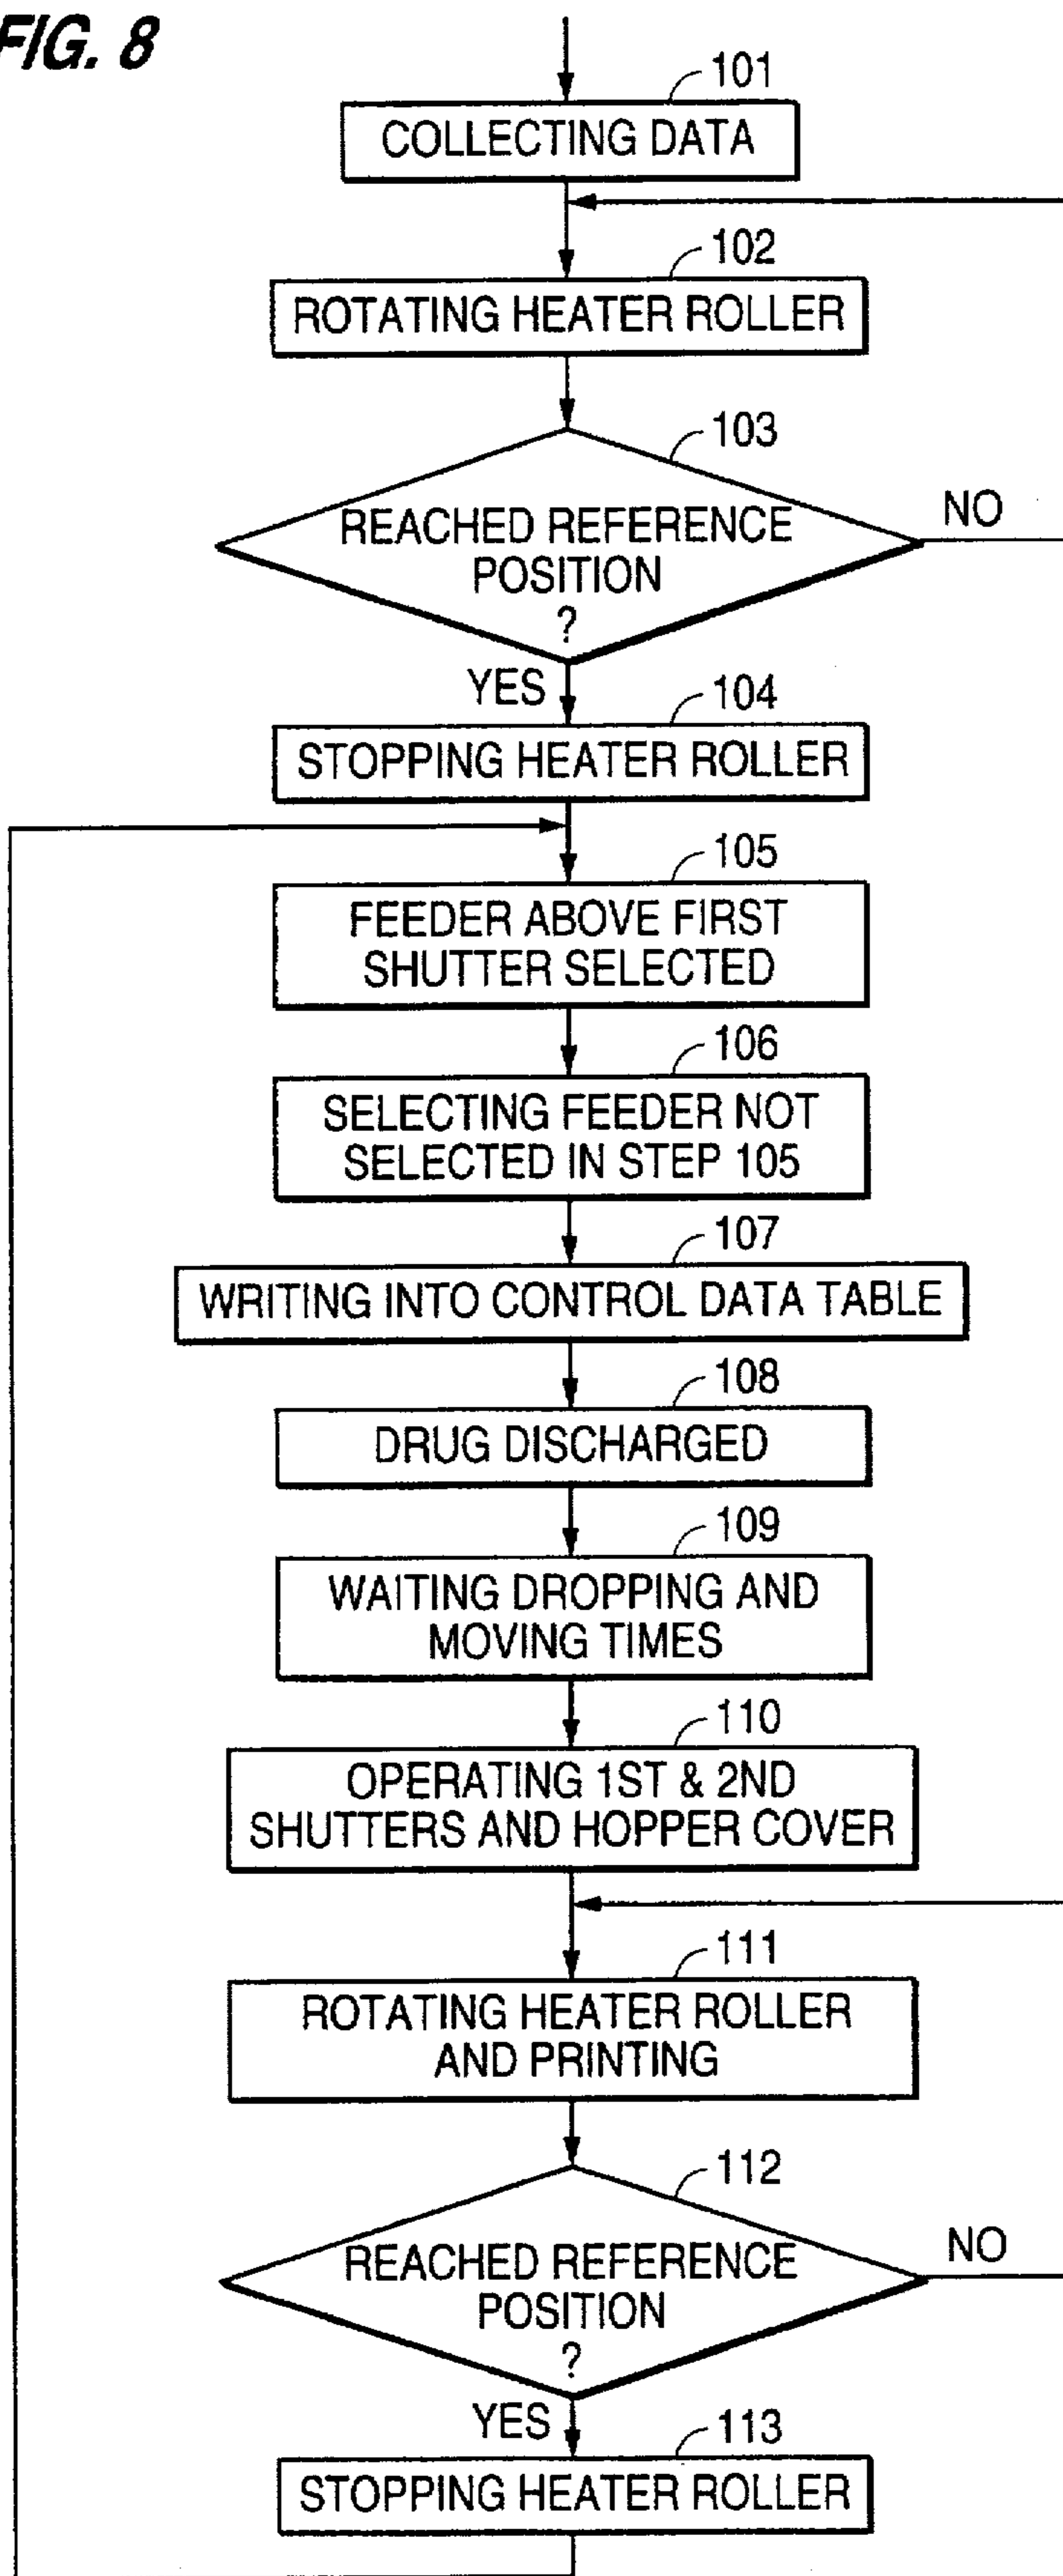 FIG. 8
101
COLLECTING DATA
102
ROTATING HEATER ROLLER
103
REACHED REFERENCE
POSITION
?
NO
YES
104
STOPPING HEATER ROLLER
105
FEEDER ABOVE FIRST
SHUTTER SELECTED
106
SELECTING FEEDER NOT
SELECTED IN STEP 105
107
WRITING INTO CONTROL DATA TABLE
108
DRUG DISCHARGED
109
WAITING DROPPING AND
MOVING TIMES
110
OPERATING 1ST & 2ND
SHUTTERS AND HOPPER COVER
111
ROTATING HEATER ROLLER
AND PRINTING
112
REACHED REFERENCE
POSITION
?
NO
YES
113
STOPPING HEATER ROLLER